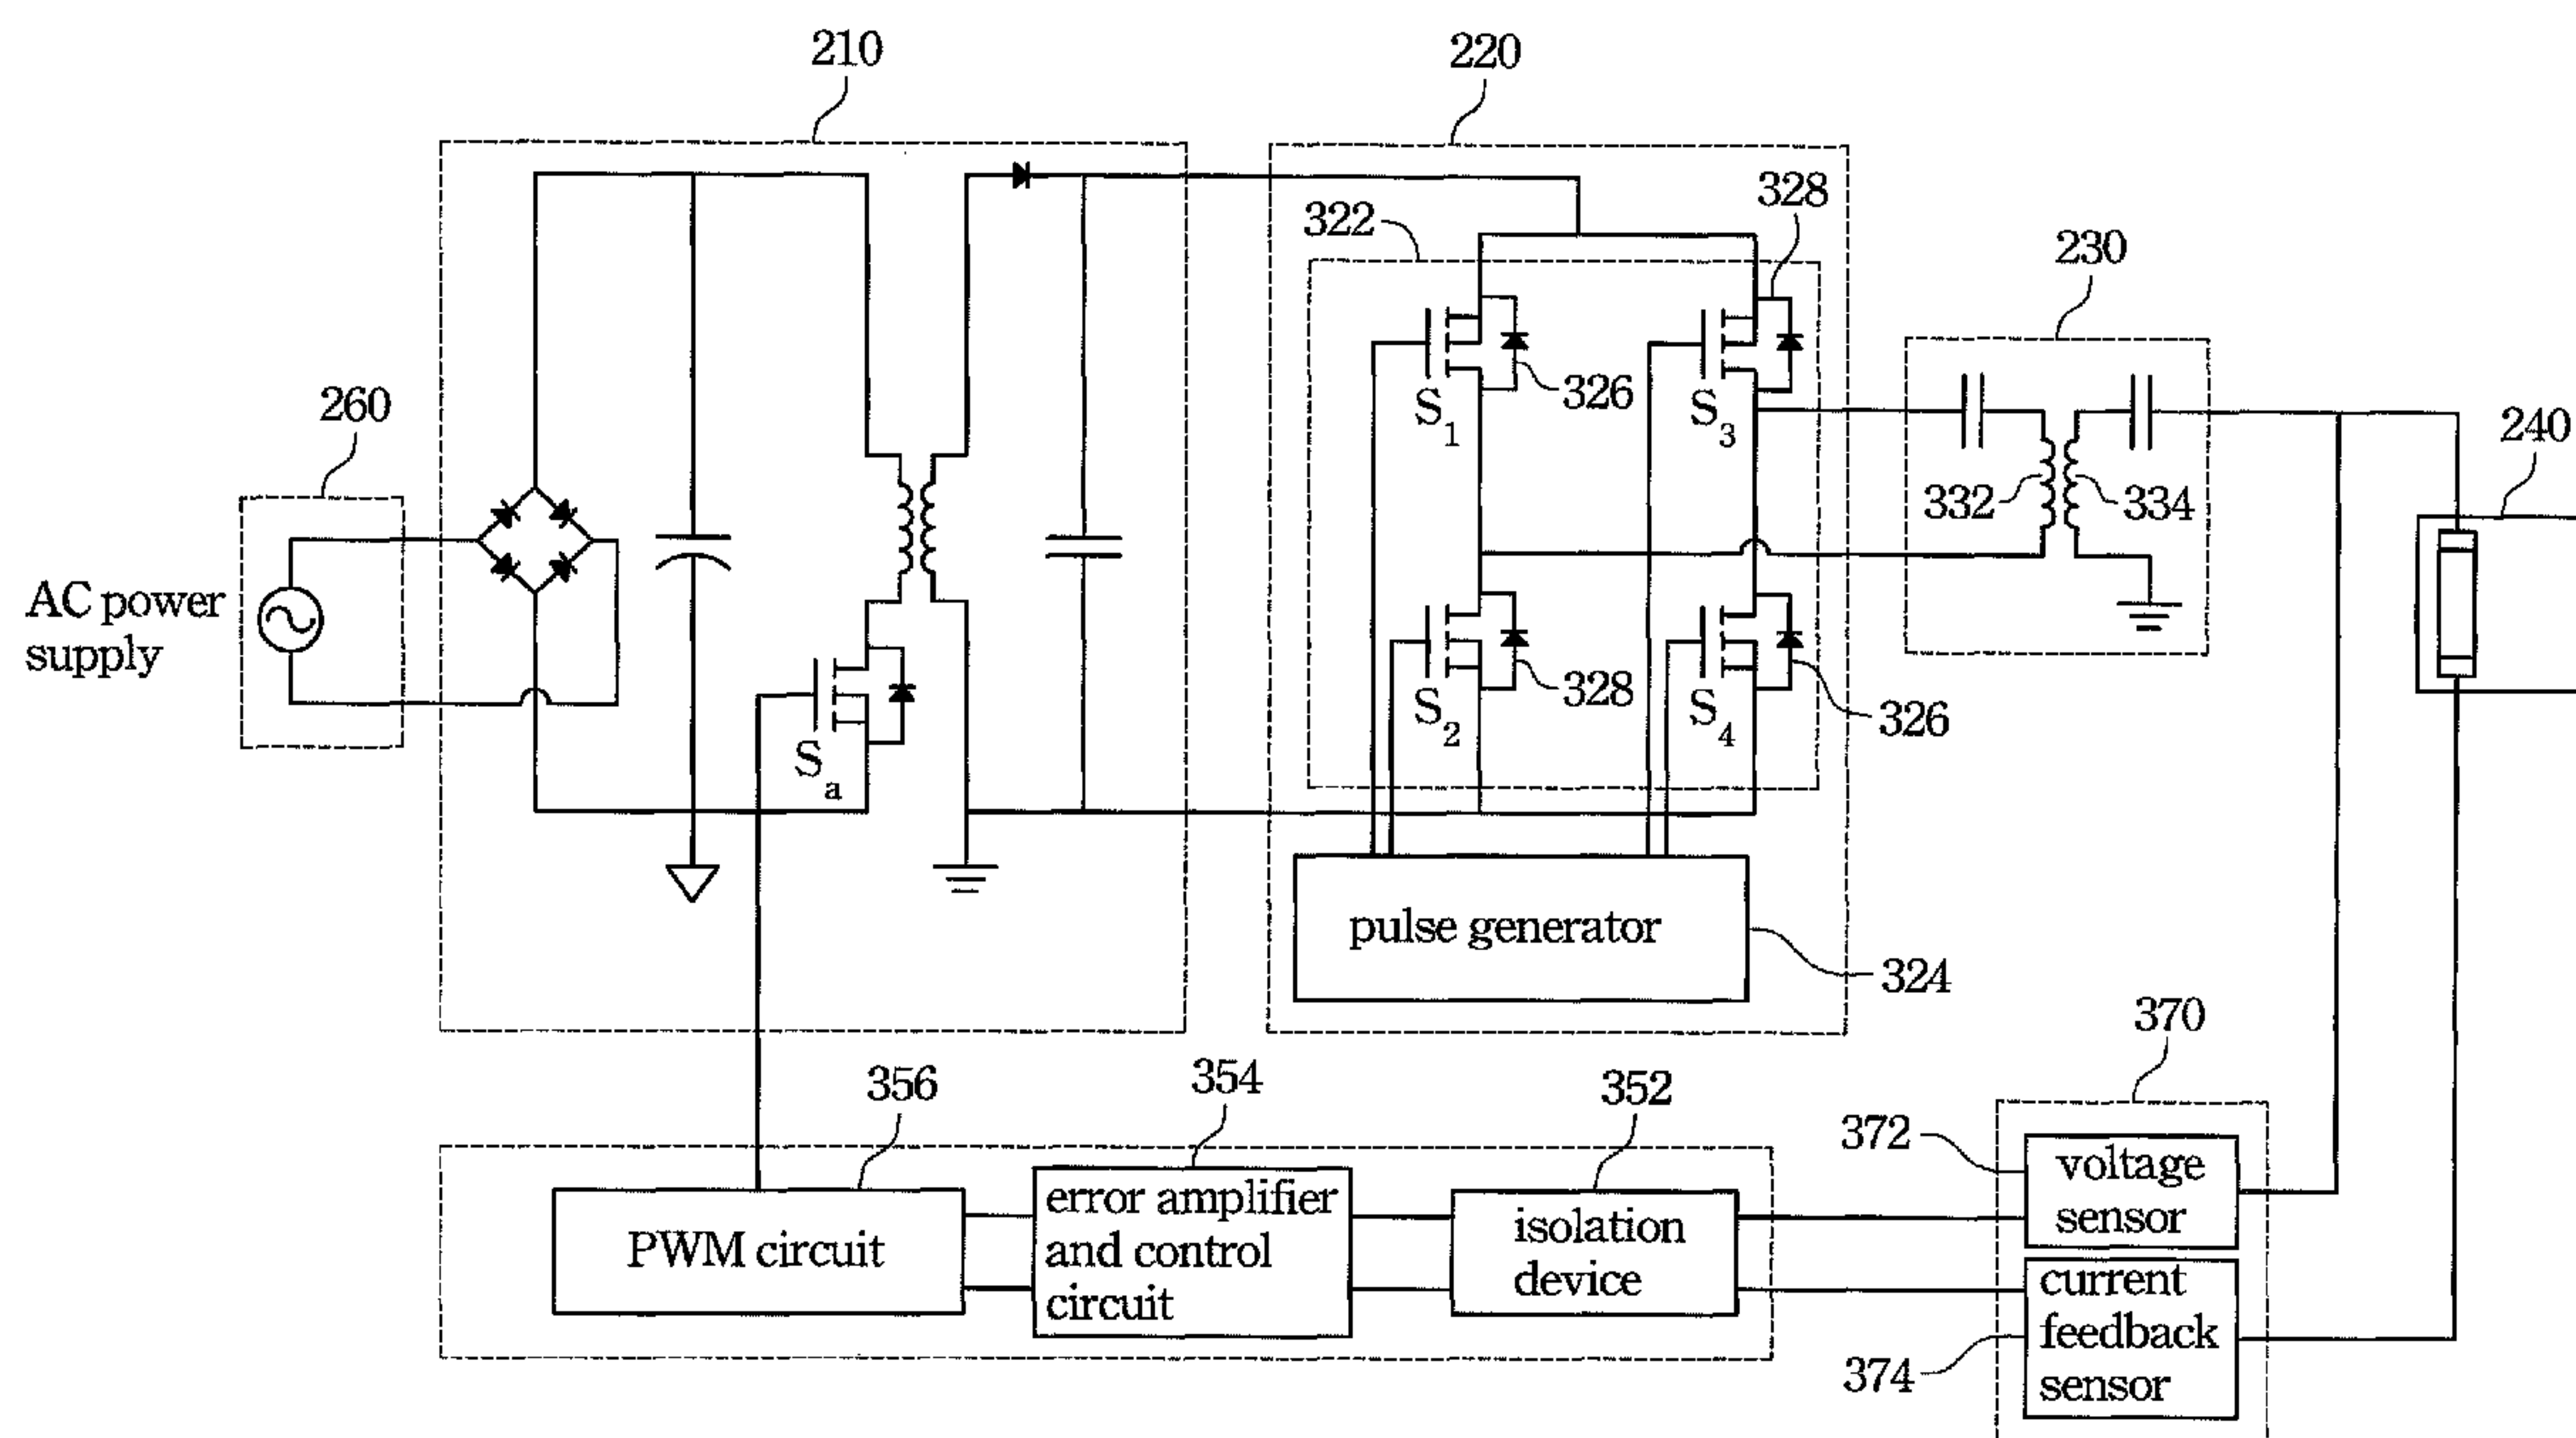 210
220
328
322
230
260
326
S1
S3
240
332
334
AC power
supply
328
S2
S4
326
Sa
pulse generator
324
370
356
354
352
372
voltage
sensor
error amplifier
and control
circuit
PWM circuit
isolation
device
current
feedback
sensor
374